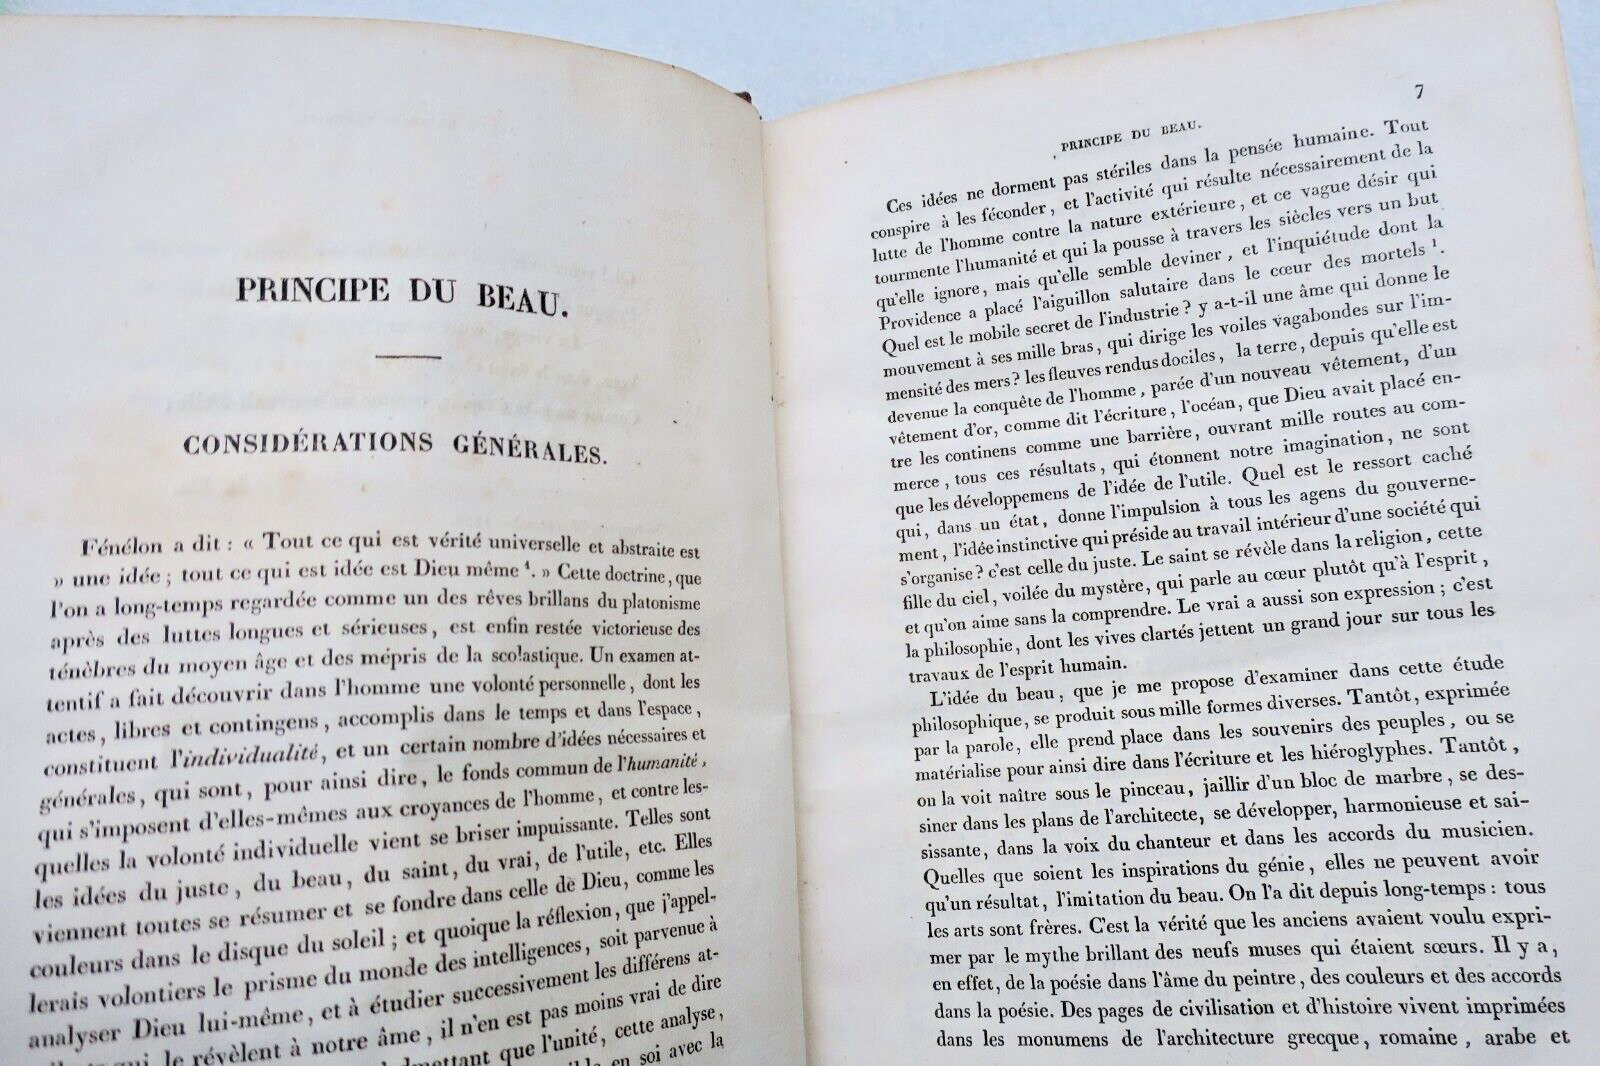 PRINCIPE DU BEAU.
CONSIDÉRATIONS GÉNÉRALES.
Fénélon a dit : « Tout ce qui est vérité universelle et abstraite est
» une idée ; tout ce qui est idée est Dieu même ¹. » Cette doctrine, que
l'on a long-temps regardée comme un des rêves brillans du platonisme
après des luttes longues et sérieuses, est enfin restée victorieuse des
ténèbres du moyen âge et des mépris de la scolastique. Un examen at-
tentif a fait découvrir dans l'homme une volonté personnelle, dont les
actes, libres et contingens, accomplis dans le temps et dans l'espace,
constituent l'individualité, et un certain nombre d'idées nécessaires et
générales, qui sont, pour ainsi dire, le fonds commun de l'humanité,
qui s'imposent d'elles-mêmes aux croyances de l'homme, et contre les-
quelles la volonté individuelle vient se briser impuissante. Telles sont
les idées du juste, du beau, du saint, du vrai, de l'utile, etc. Elles
viennent toutes se résumer et se fondre dans celle de Dieu, comme les
couleurs dans le disque du soleil ; et quoique la réflexion, que j'appel-
lerais volontiers le prisme du monde des intelligences, soit parvenue à
analyser Dieu lui-même, et à étudier successivement les différens at-
qui le révèlent à notre âme, il n'en est pas moins vrai de dire
que l'unité, cette analyse,
en soi avec la
7
PRINCIPE DU BEAU.
Ces idées ne dorment pas stériles dans la pensée humaine. Tout
conspire à les féconder, et l'activité qui résulte nécessairement de la
lutte de l'homme contre la nature extérieure, et ce vague désir qui
tourmente l'humanité et qui la pousse à travers les siècles vers un but
qu'elle ignore, mais qu'elle semble deviner, et l'inquiétude dont la
Providence a placé l'aiguillon salutaire dans le cœur des mortels ¹.
Quel est le mobile secret de l'industrie ? y a-t-il une âme qui donne le
mouvement à ses mille bras, qui dirige les voiles vagabondes sur l'im-
mensité des mers ? les fleuves rendus dociles, la terre, depuis qu'elle est
devenue la conquête de l'homme, parée d'un nouveau vêtement, d'un
vêtement d'or, comme dit l'écriture, l'océan, que Dieu avait placé en-
tre les continens comme une barrière, ouvrant mille routes au com-
merce, tous ces résultats, qui étonnent notre imagination, ne sont
que les développemens de l'idée de l'utile. Quel est le ressort caché
qui, dans un état, donne l'impulsion à tous les agens du gouverne-
ment, l'idée instinctive qui préside au travail intérieur d'une société qui
s'organise ? c'est celle du juste. Le saint se révèle dans la religion, cette
fille du ciel, voilée du mystère, qui parle au cœur plutôt qu'à l'esprit,
et qu'on aime sans la comprendre. Le vrai a aussi son expression ; c'est
la philosophie, dont les vives clartés jettent un grand jour sur tous les
travaux de l'esprit humain.
L'idée du beau, que je me propose d'examiner dans cette étude
philosophique, se produit sous mille formes diverses. Tantôt, exprimée
par la parole, elle prend place dans les souvenirs des peuples, ou se
matérialise pour ainsi dire dans l'écriture et les hiéroglyphes. Tantôt,
on la voit naître sous le pinceau, jaillir d'un bloc de marbre, se des-
siner dans les plans de l'architecte, se développer, harmonieuse et sai-
sissante, dans la voix du chanteur et dans les accords du musicien.
Quelles que soient les inspirations du génie, elles ne peuvent avoir
qu'un résultat, l'imitation du beau. On l'a dit depuis long-temps : tous
les arts sont frères. C'est la vérité que les anciens avaient voulu expri-
mer par le mythe brillant des neufs muses qui étaient sœurs. Il y a,
en effet, de la poésie dans l'âme du peintre, des couleurs et des accords
dans la poésie. Des pages de civilisation et d'histoire vivent imprimées
dans les monumens de l'architecture grecque, romaine, arabe et